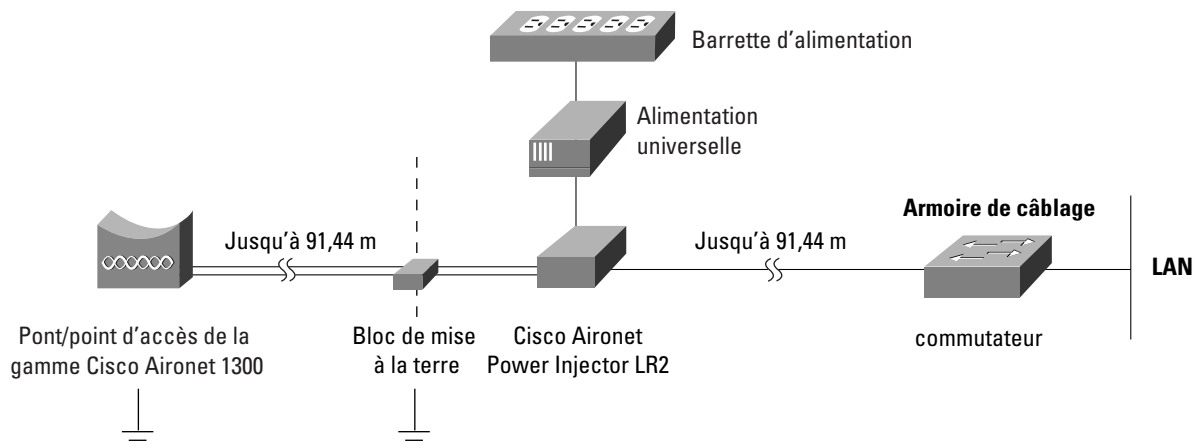 Barrette d'alimentation
Alimentation
universelle
Armoire de câblage
Jusqu'à 91,44 m
Jusqu'à 91,44 m
LAN
Pont/point d'accès de la
gamme Cisco Aironet 1300
Bloc de mise
à la terre
Cisco Aironet
Power Injector LR2
commutateur